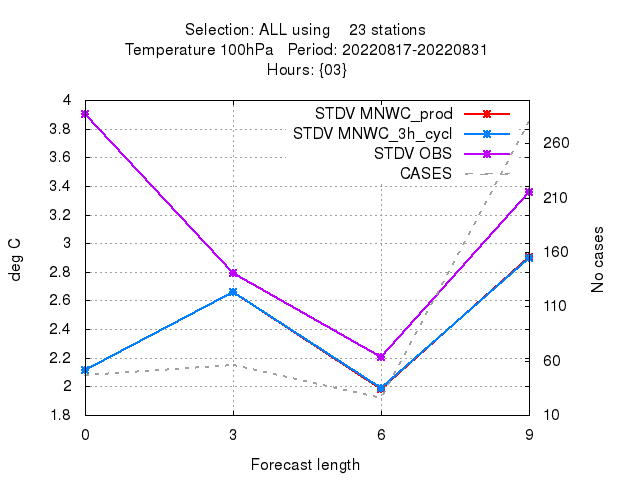 Selection: ALL using    23 stations
Temperature 100hPa   Period: 20220817-20220831
Hours: {03}
STDV MNWC_prod
STDV MNWC_3h_cycl
STDV OBS
CASES
4
3.8
3.6
3.4
3.2
3
2.8
2.6
2.4
2.2
2
1.8
deg C
260
210
160
110
60
10
No cases
0 3 6 9
Forecast length